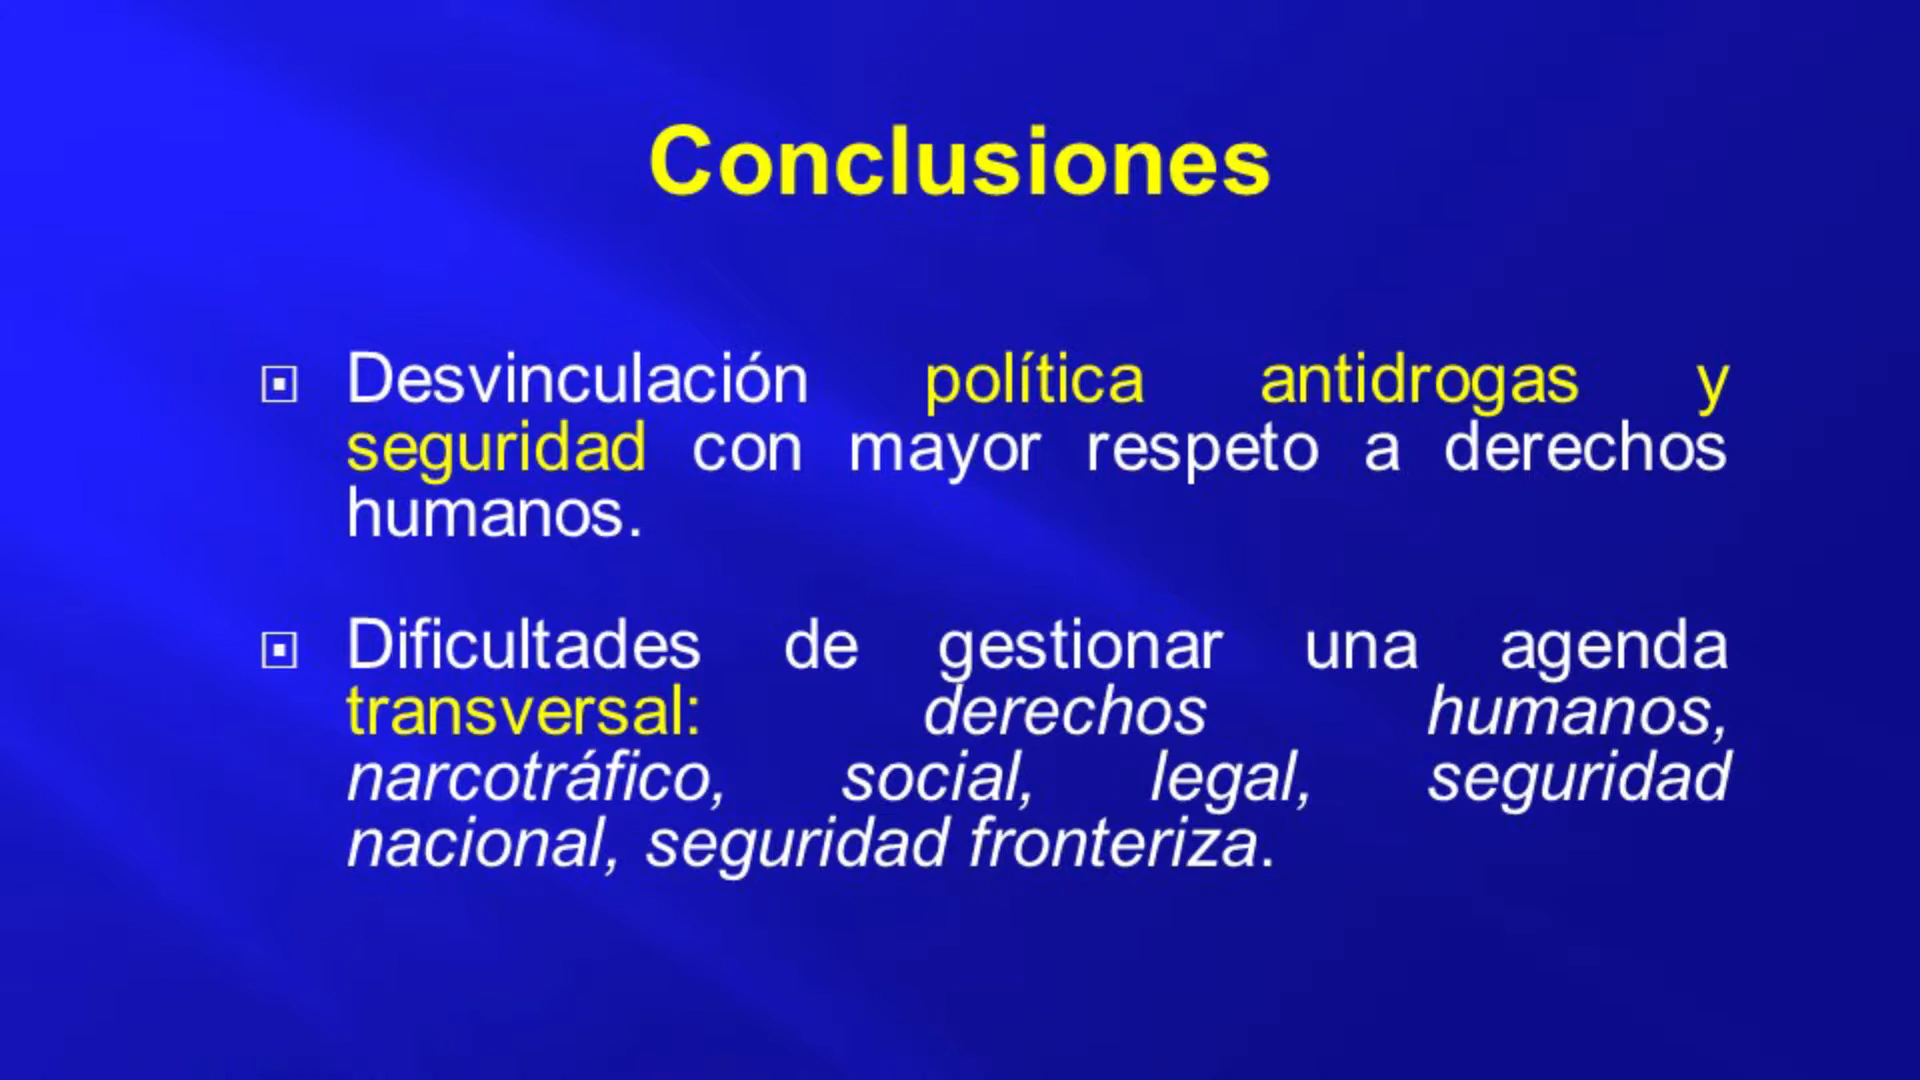 Conclusiones
Desvinculación política antidrogas y
seguridad con mayor respeto a derechos
humanos.
Dificultades de gestionar una agenda
transversal: derechos humanos,
narcotráfico, social, legal, seguridad
nacional, seguridad fronteriza.